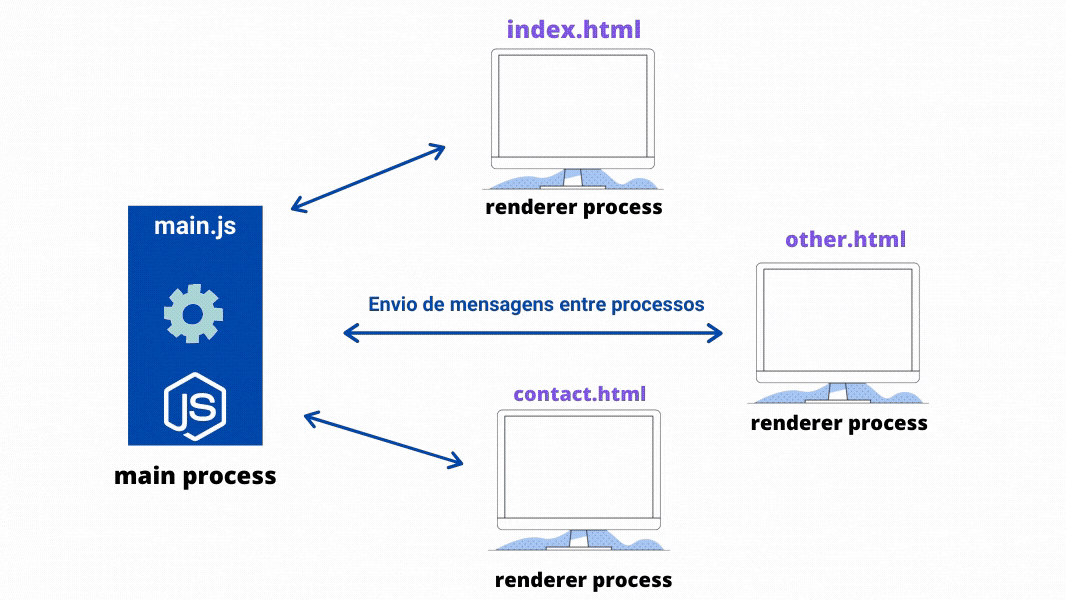 index.html
renderer process
main.js
other.html
Envio de mensagens entre processos
JS
contact.html
renderer process
main process
renderer process